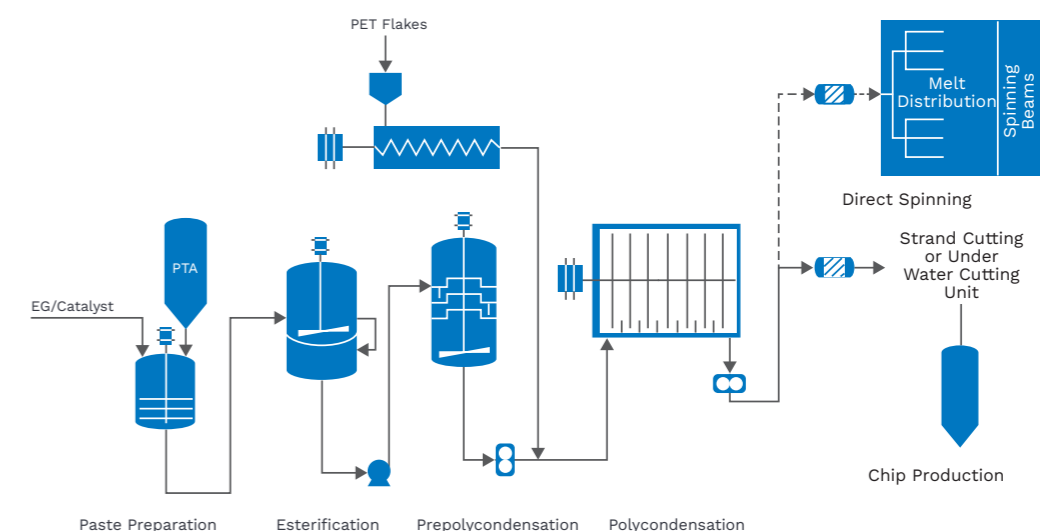 PET Flakes
Melt
Distribution
Spinning
Beams
Direct Spinning
PTA
EG/Catalyst
Strand Cutting
or Under
Water Cutting
Unit
Chip Production
Paste Preparation
Esterification
Prepolycondensation
Polycondensation